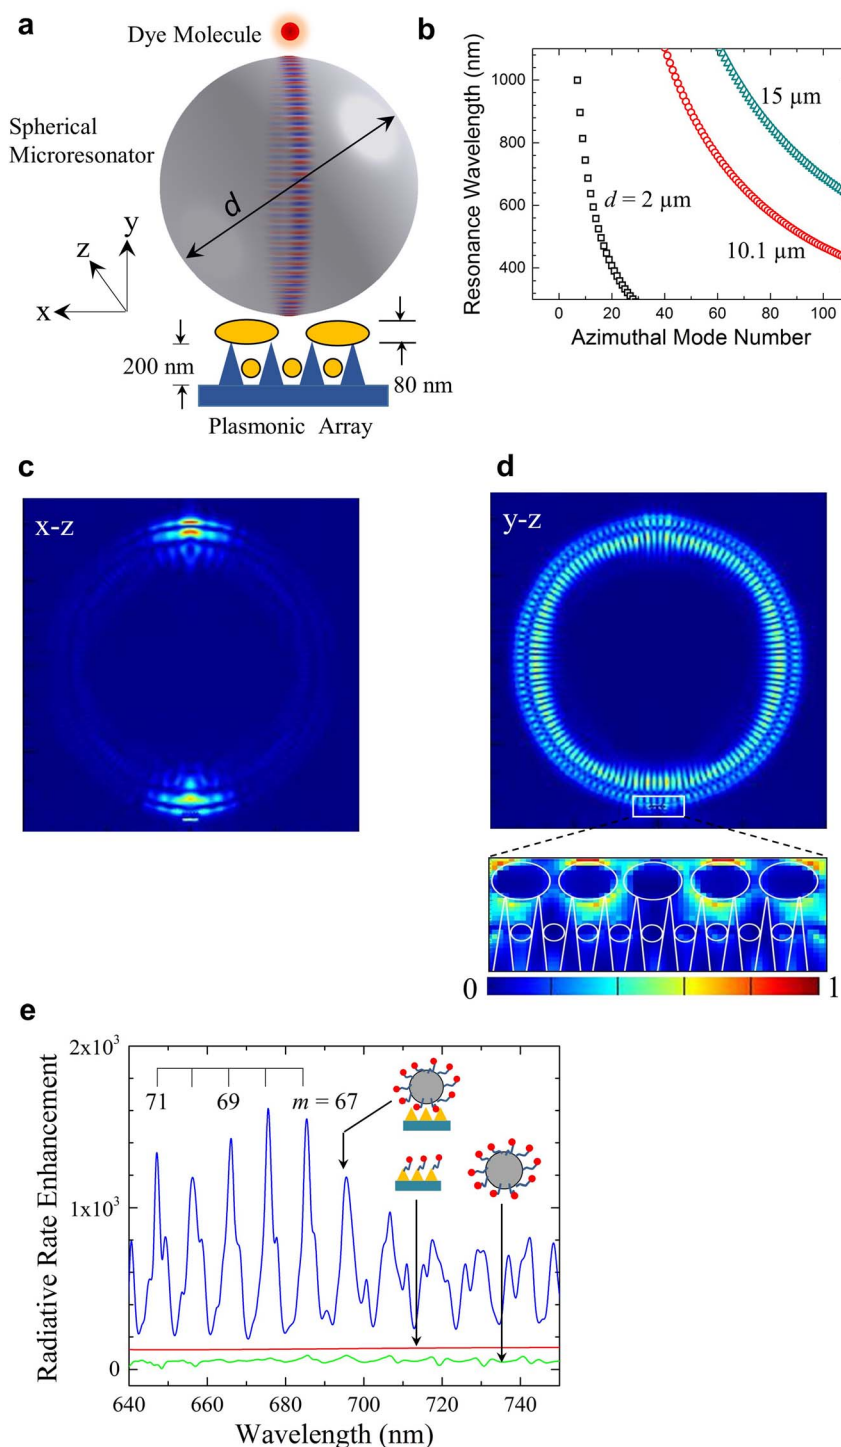 a
Dye Molecule
Spherical
Microresonator
d
y
z
x
200 nm
80 nm
Plasmonic Array
b
Resonance Wavelength (nm)
1000
800
600
400
15 µm
d = 2 µm
10.1 µm
0 20 40 60 80 100
Azimuthal Mode Number
c
x-z
d
y-z
0 1
e
Radiative Rate Enhancement
2x10³
1x10³
0
71 69 m = 67
640 660 680 700 720 740
Wavelength (nm)